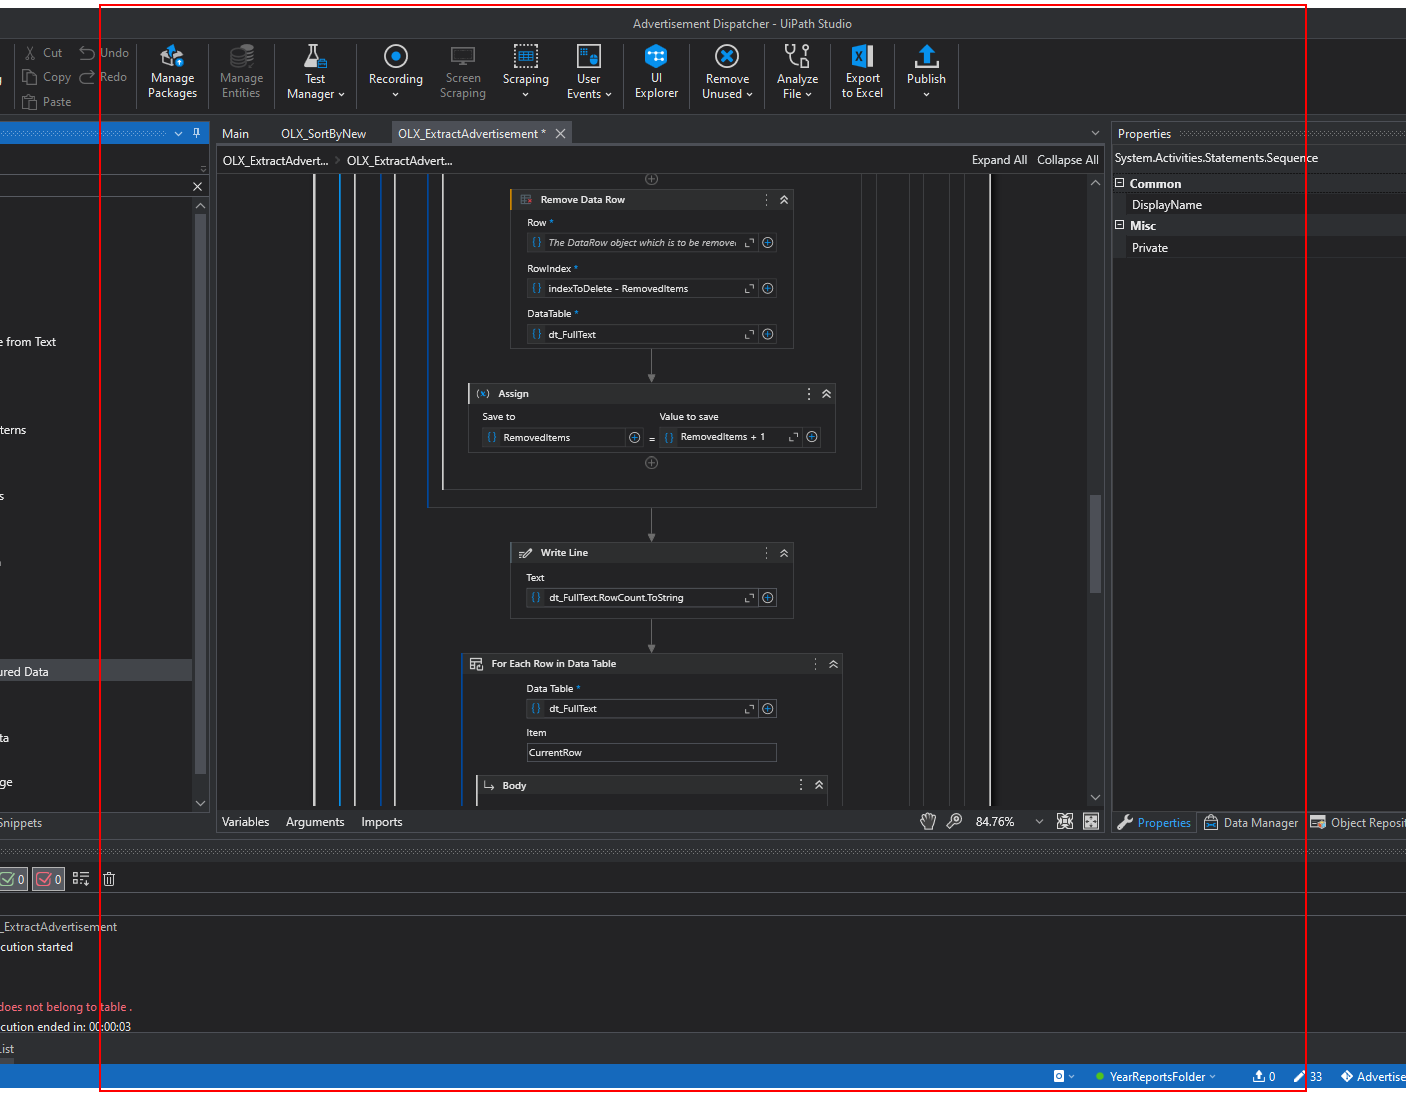 Advertisement Dispatcher - UiPath Studio
Cut
Undo
Copy
Redo
Paste
Manage Packages
Manage Entities
Test Manager
Recording
Screen Scraping
Scraping
User Events
UI Explorer
Remove Unused
Analyze File
Export to Excel
Publish
Main
OLX_SortByNew
OLX_ExtractAdvertisement *
Properties
OLX_ExtractAdvert...
OLX_ExtractAdvert...
Expand All
Collapse All
System.Activities.Statements.Sequence
Common
DisplayName
Misc
Private
Remove Data Row
Row *
The DataRow object which is to be remove
RowIndex *
indexToDelete - RemovedItems
DataTable *
dt_FullText
e from Text
(x) Assign
Save to
Value to save
RemovedItems
=
RemovedItems + 1
terns
s
Write Line
Text
dt_FullText.RowCount.ToString
For Each Row in Data Table
ured Data
Data Table *
dt_FullText
Item
CurrentRow
ta
ge
Body
Snippets
Variables
Arguments
Imports
84.76%
Properties
Data Manager
Object Reposit
0
0
_ExtractAdvertisement
cution started
does not belong to table .
cution ended in: 00:00:03
List
YearReportsFolder
0
33
Advertise